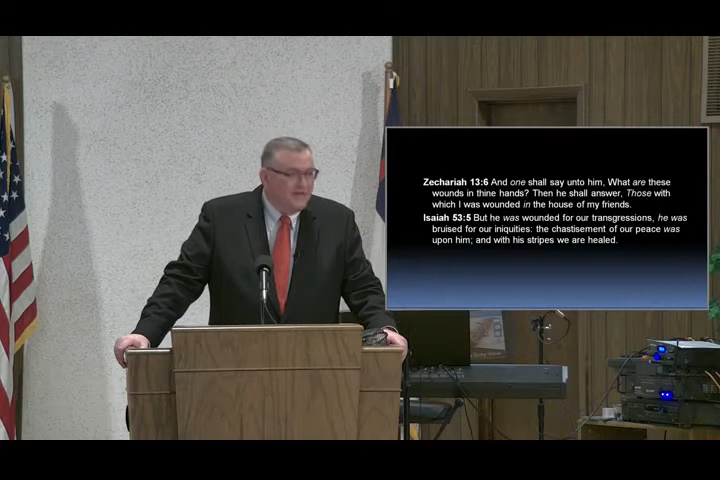 Zechariah 13:6 And one shall say unto him, What are these
wounds in thine hands? Then he shall answer, Those with
which I was wounded in the house of my friends.
Isaiah 53:5 But he was wounded for our transgressions, he was
bruised for our iniquities: the chastisement of our peace was
upon him; and with his stripes we are healed.